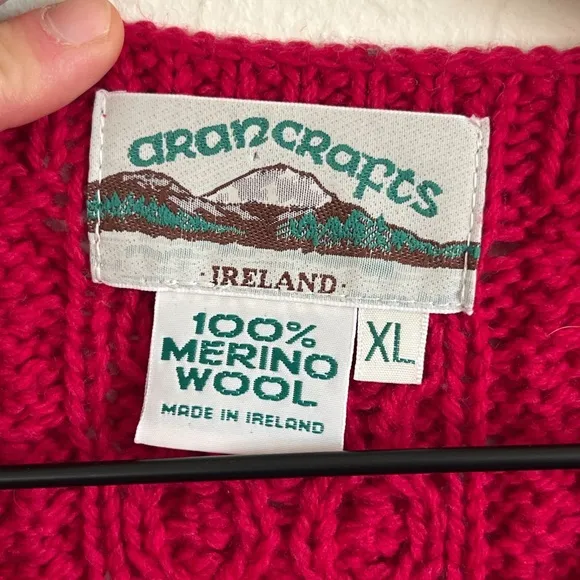 aranCrafts
· IRELAND ·
100%
MERINO
WOOL
MADE IN IRELAND
XL